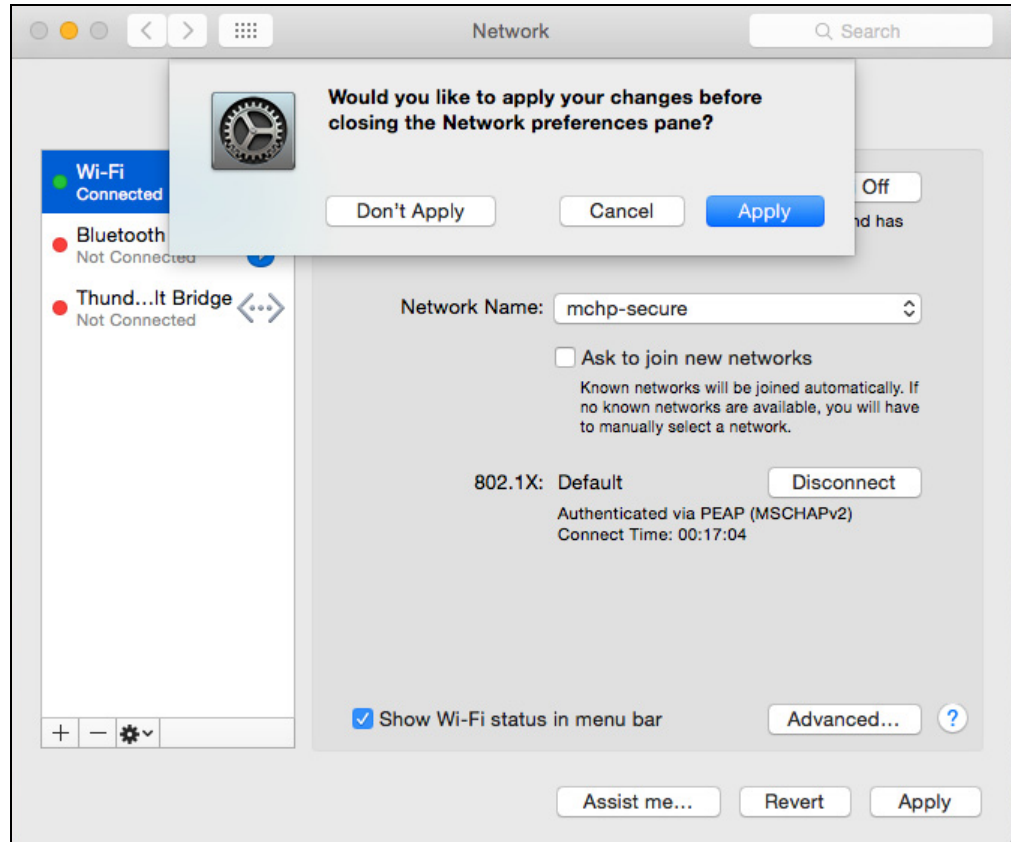 Network
Search
Would you like to apply your changes before
closing the Network preferences pane?
Don't Apply
Cancel
Apply
Wi-Fi
Connected
Bluetooth
Not Connected
Thund…lt Bridge
Not Connected
Off
nd has
Network Name:
mchp-secure
Ask to join new networks
Known networks will be joined automatically. If
no known networks are available, you will have
to manually select a network.
802.1X: Default
Disconnect
Authenticated via PEAP (MSCHAPv2)
Connect Time: 00:17:04
Show Wi-Fi status in menu bar
Advanced...
?
Assist me...
Revert
Apply